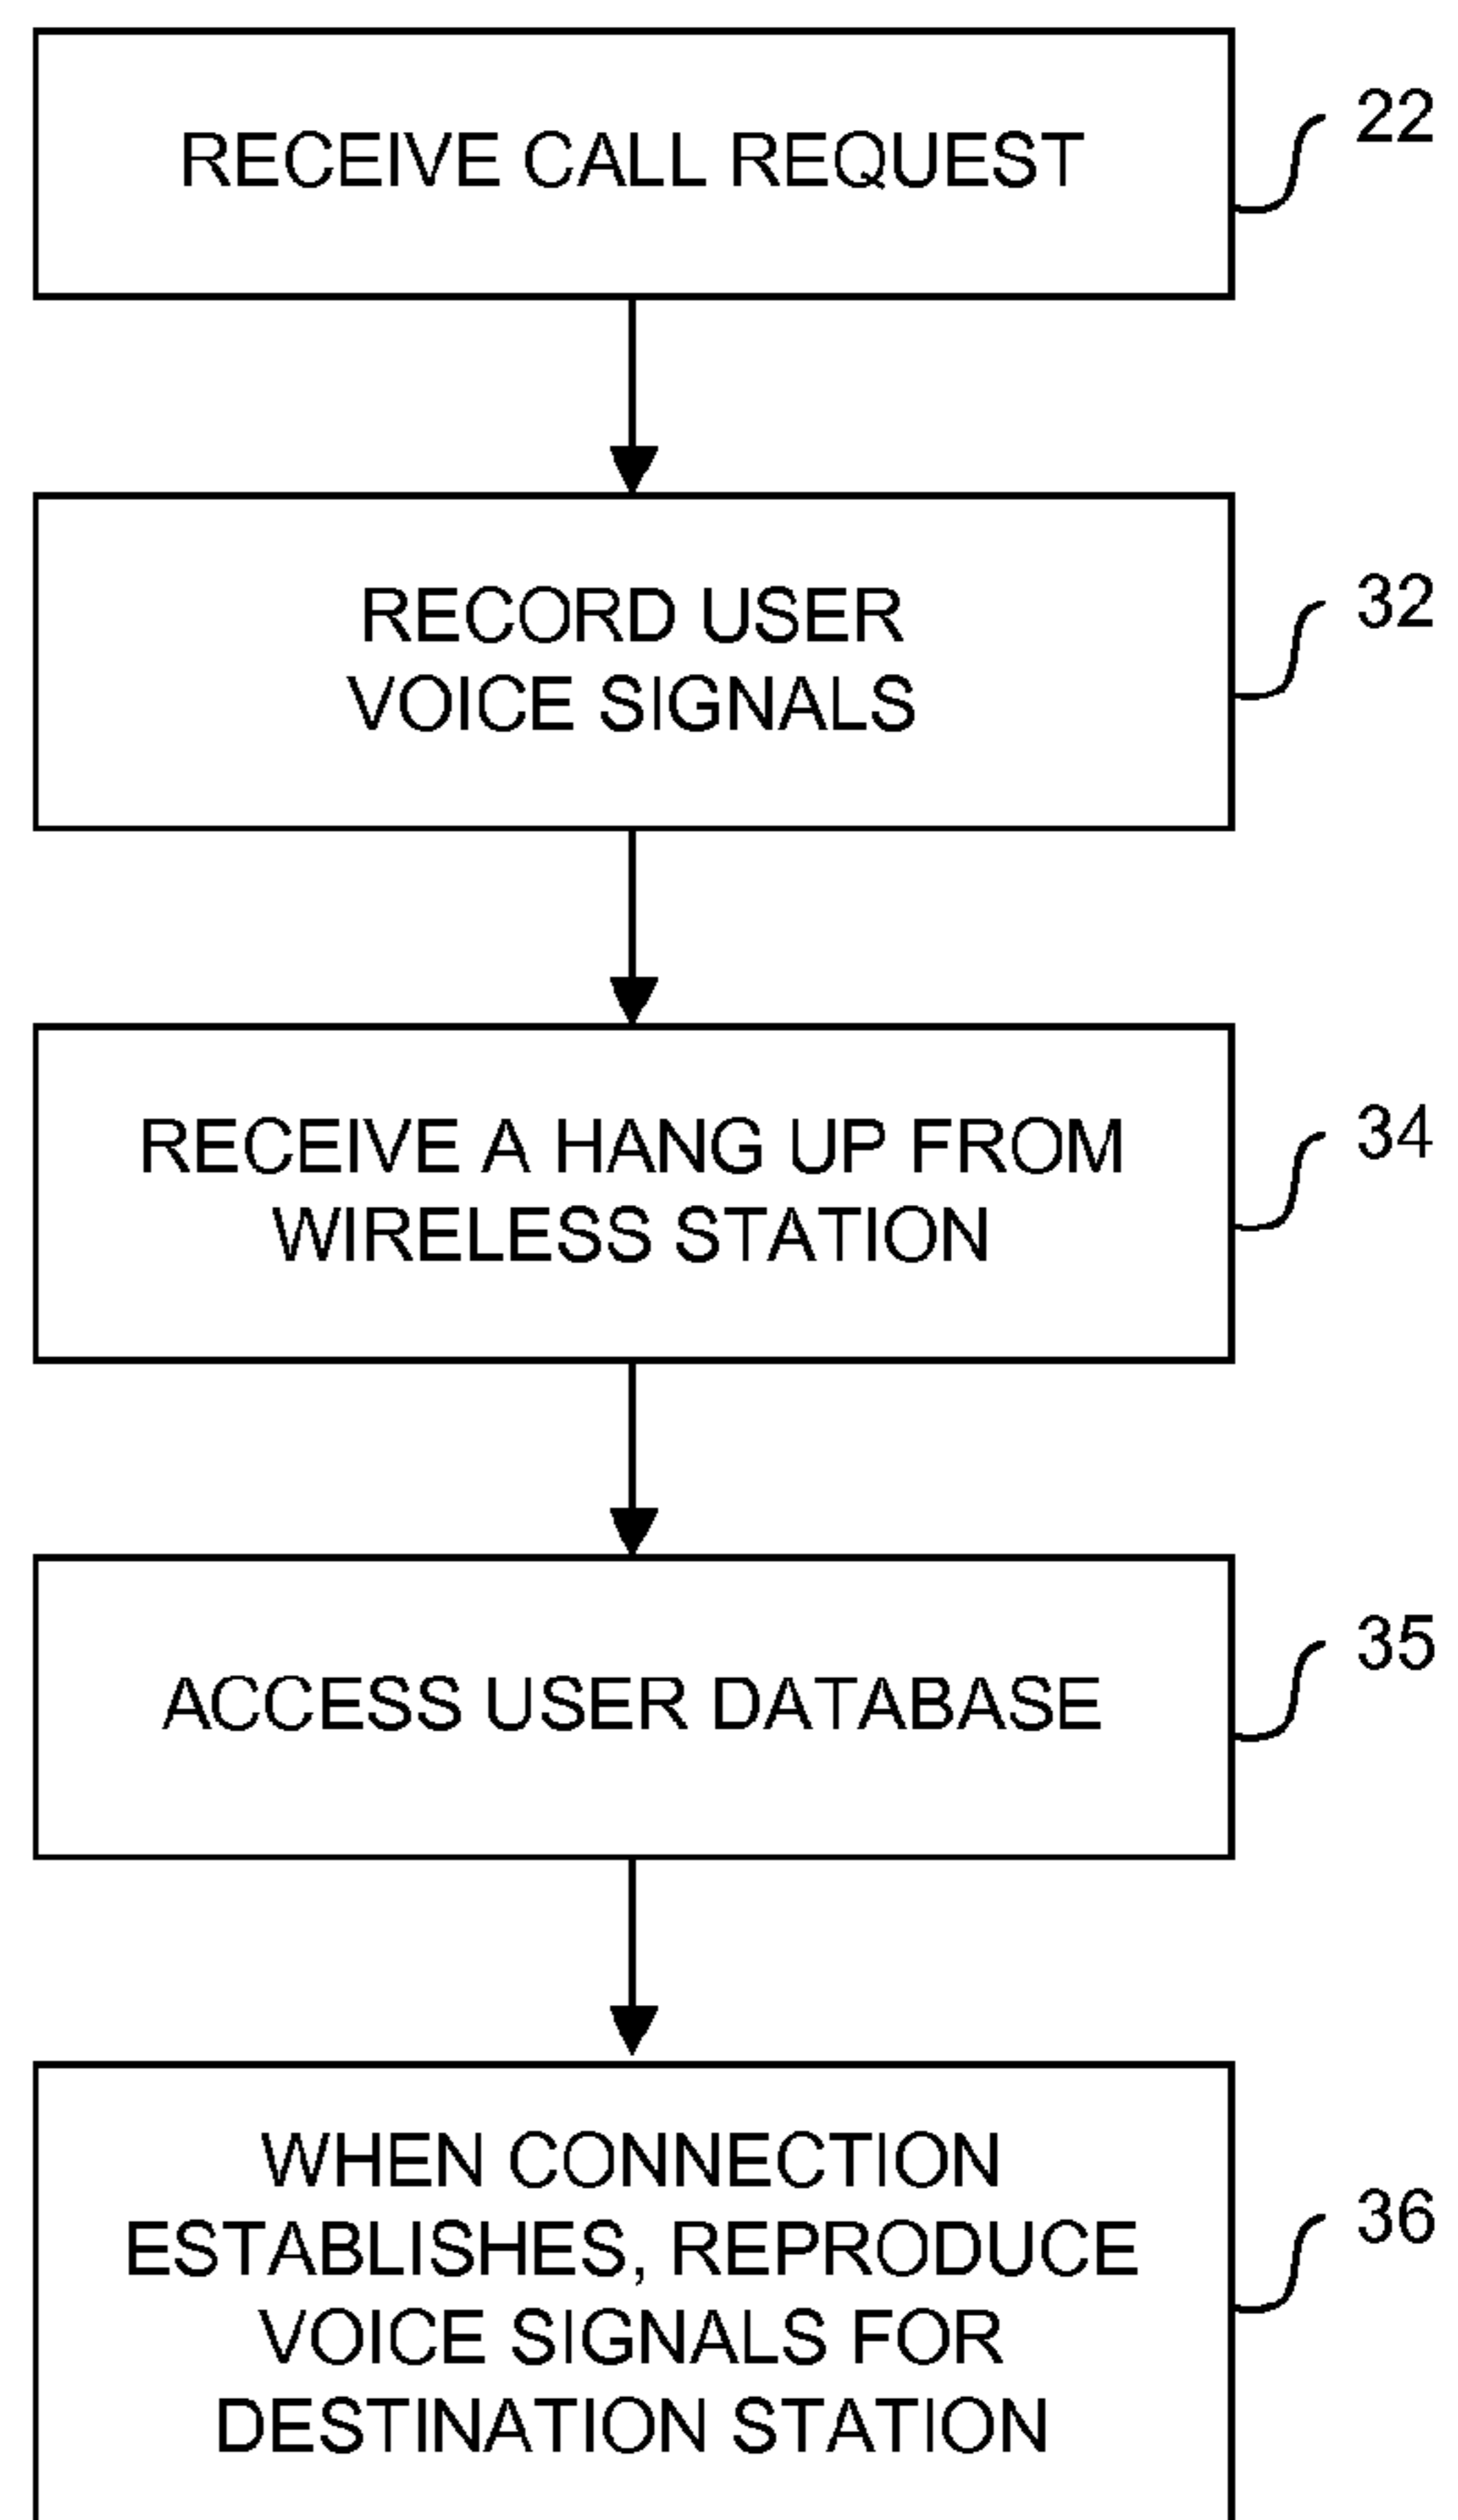 RECEIVE CALL REQUEST
22
RECORD USER
VOICE SIGNALS
32
RECEIVE A HANG UP FROM
WIRELESS STATION
34
ACCESS USER DATABASE
35
WHEN CONNECTION
ESTABLISHES, REPRODUCE
VOICE SIGNALS FOR
DESTINATION STATION
36